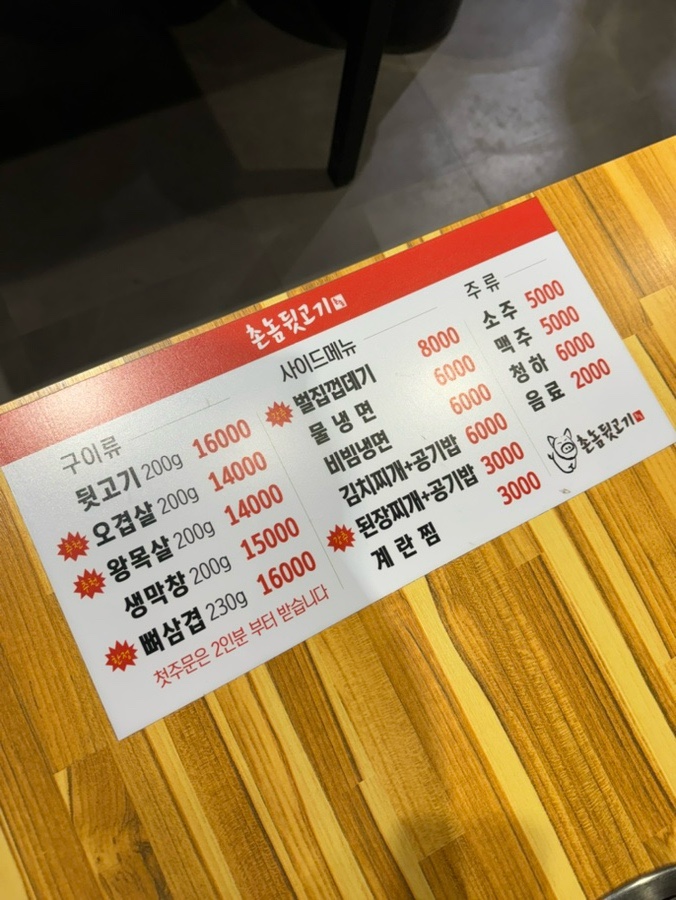 촌놈뒷고기
구이류
뒷고기 200g 16000
오겹살 200g 14000
왕목살 200g 14000
생막창 200g 15000
뼈삼겹 230g 16000
첫주문은 2인분 부터 받습니다
사이드메뉴
벌집껍데기 8000
물냉면 6000
비빔냉면 6000
김치찌개+공기밥 6000
된장찌개+공기밥 3000
계란찜 3000
주류
소주 5000
맥주 5000
청하 6000
음료 2000
촌놈뒷고기